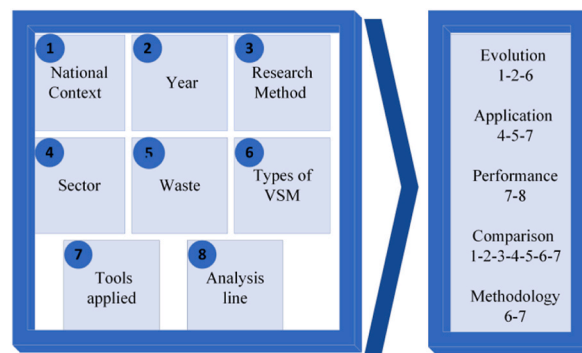 1
National
Context
2
Year
3
Research
Method
4
Sector
5
Waste
6
Types of
VSM
7
Tools
applied
8
Analysis
line
Evolution
1-2-6
Application
4-5-7
Performance
7-8
Comparison
1-2-3-4-5-6-7
Methodology
6-7